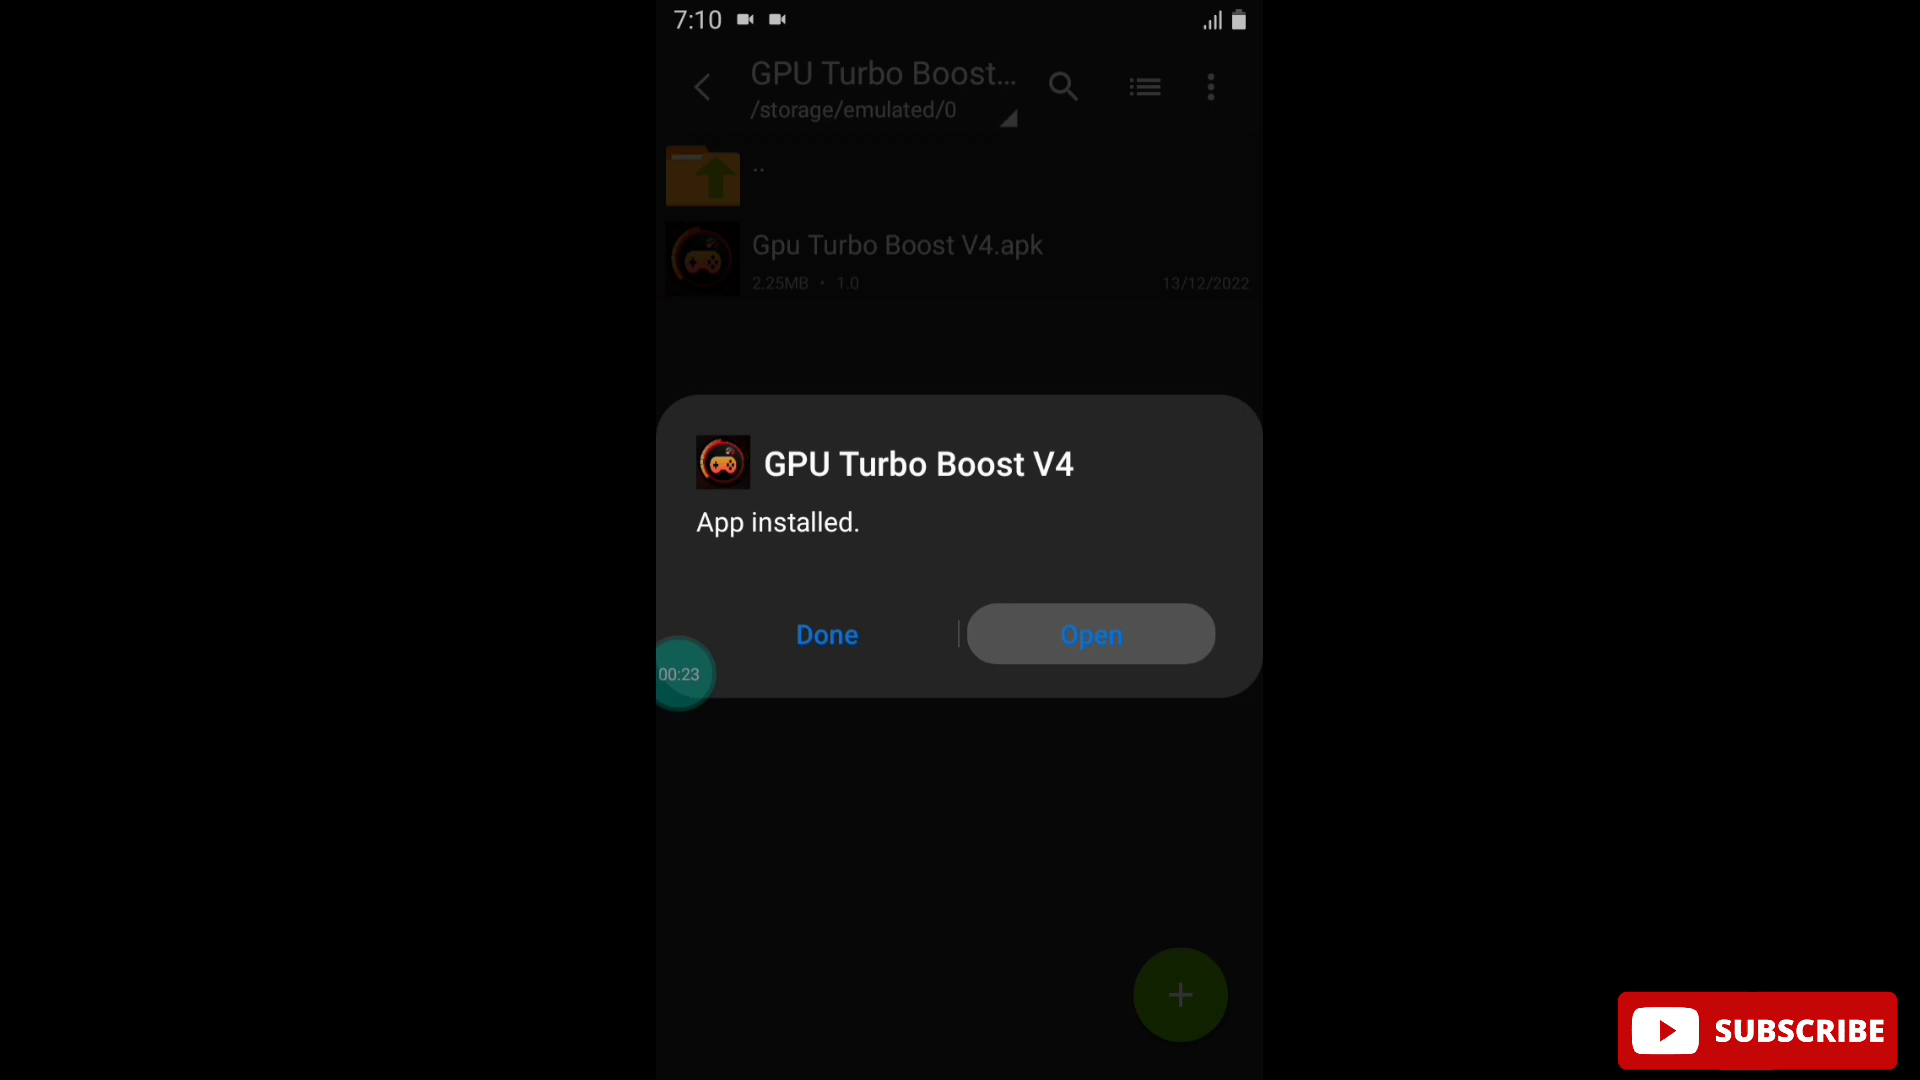 7:10
GPU Turbo Boost...
/storage/emulated/0
..
Gpu Turbo Boost V4.apk
2.25MB • 1.0 13/12/2022
GPU Turbo Boost V4
App installed.
Done | Open
00:23
+
SUBSCRIBE